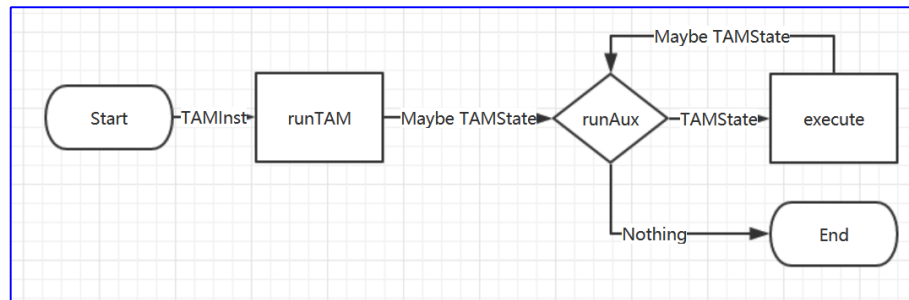 Maybe TAMState
Start
TAMInst
runTAM
Maybe TAMState
runAux
TAMState
execute
Nothing
End